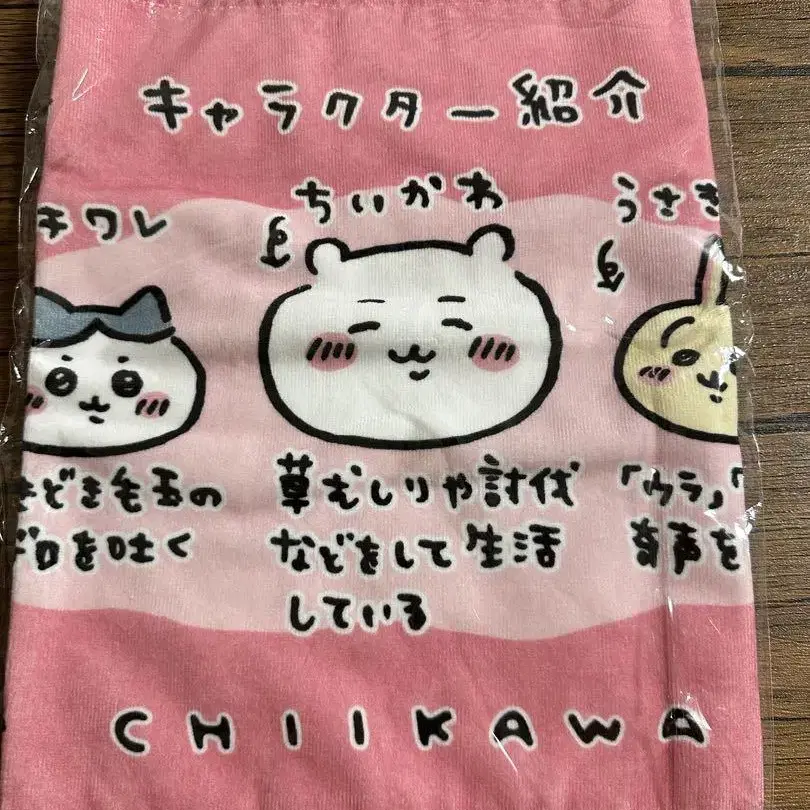 キャラクター紹介
チワレ
ちいかわ
うさぎ
ときどき毛玉の
ゲロを吐く
草むしりや討伐
などをして生活
している
「ウラ」
奇声を
CHIIKAWA